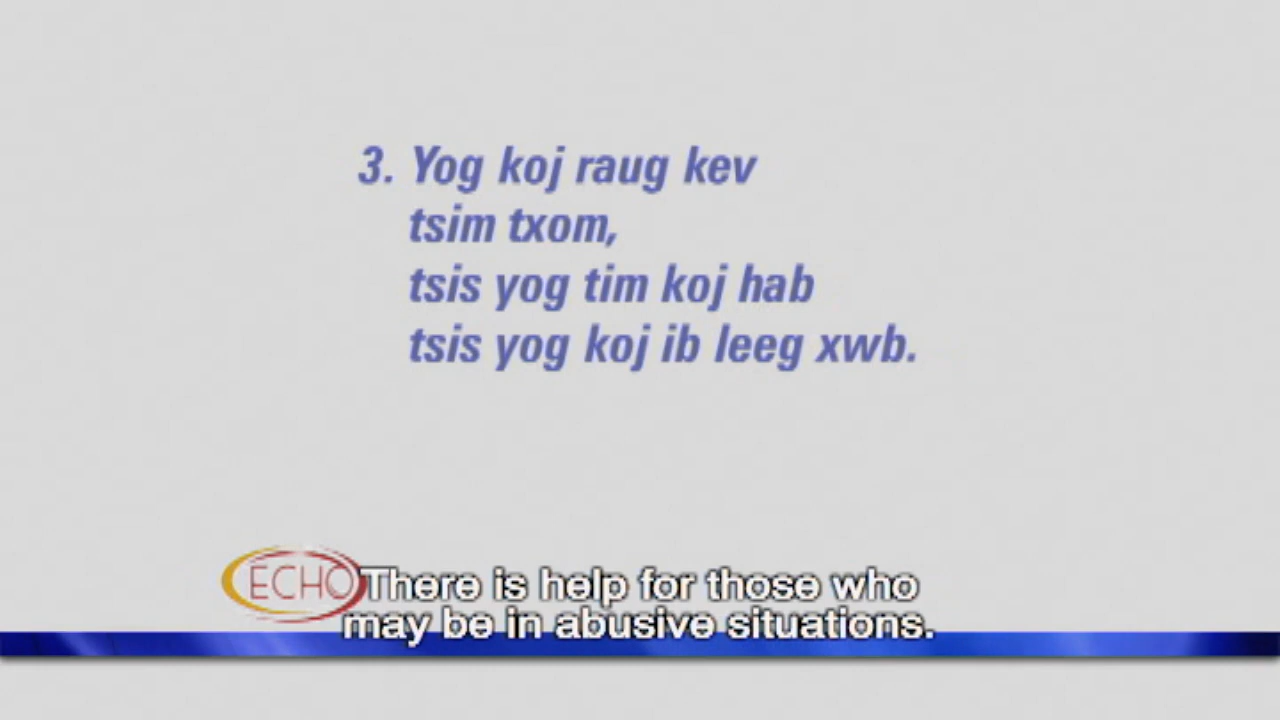 3. Yog koj raug kev
tsim txom,
tsis yog tim koj hab
tsis yog koj ib leeg xwb.
ECHO
There is help for those who
may be in abusive situations.